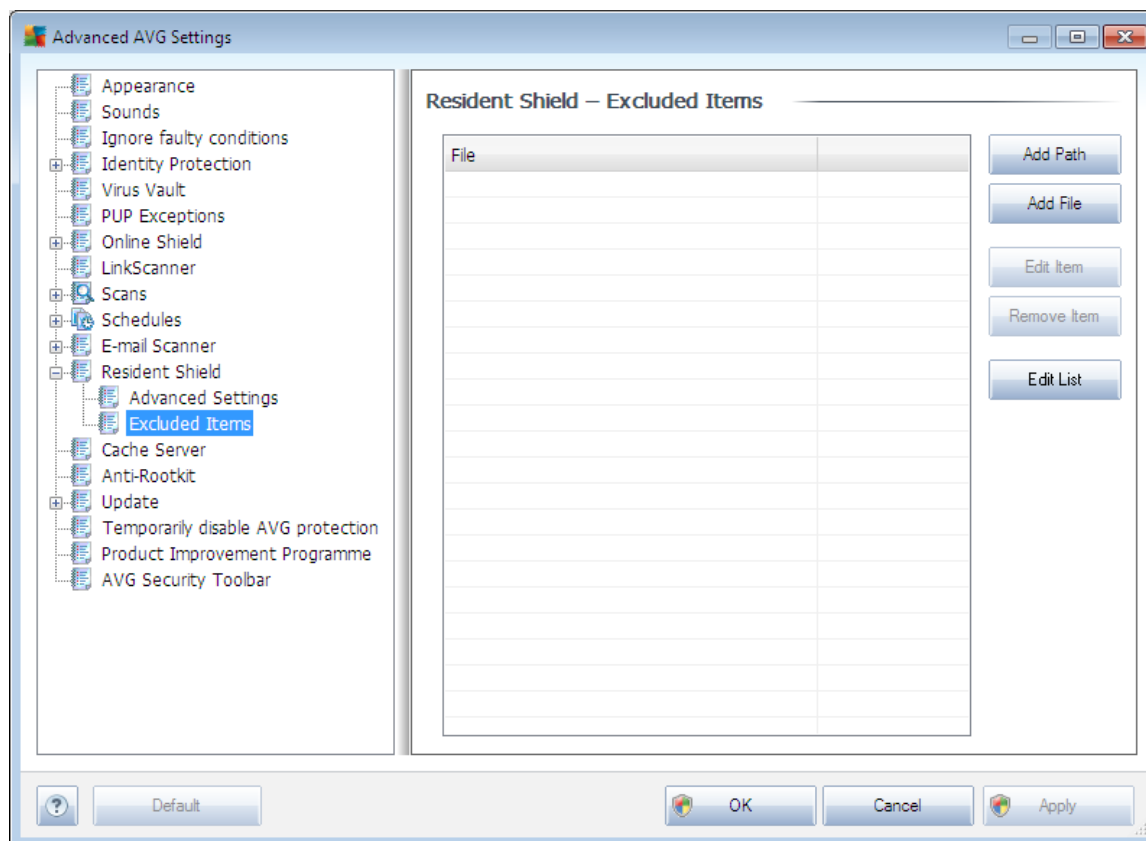 Advanced AVG Settings
Appearance
Sounds
Ignore faulty conditions
Identity Protection
Virus Vault
PUP Exceptions
Online Shield
LinkScanner
Scans
Schedules
E-mail Scanner
Resident Shield
Advanced Settings
Excluded Items
Cache Server
Anti-Rootkit
Update
Temporarily disable AVG protection
Product Improvement Programme
AVG Security Toolbar
Resident Shield – Excluded Items
File
Add Path
Add File
Edit Item
Remove Item
Edit List
?
Default
OK
Cancel
Apply